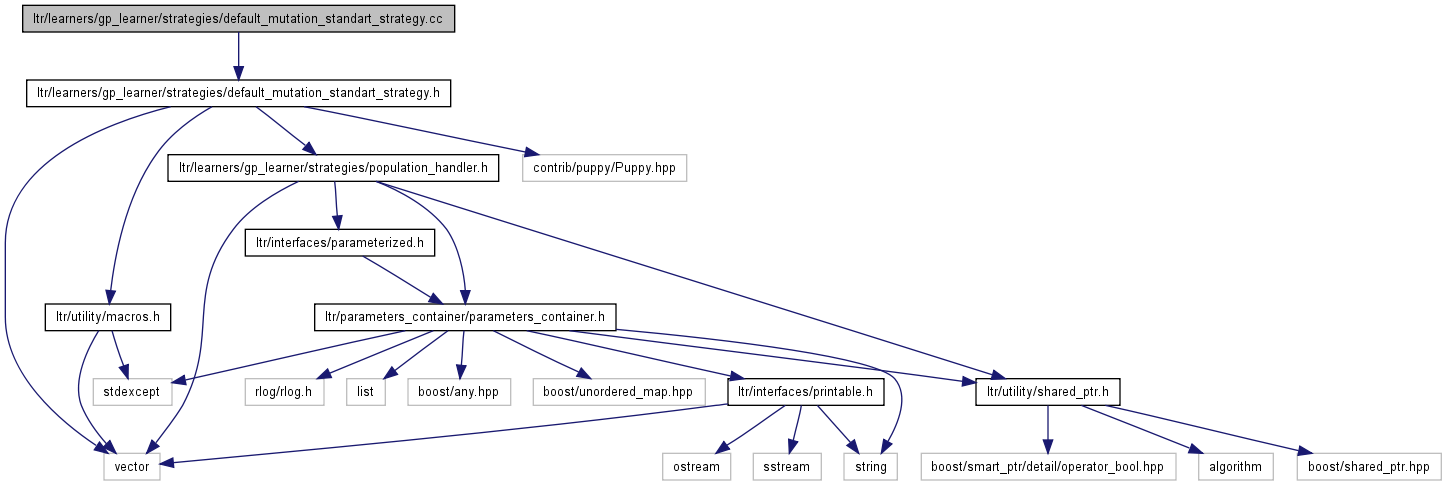 ltr/learners/gp_learner/strategies/default_mutation_standart_strategy.cc
ltr/learners/gp_learner/strategies/default_mutation_standart_strategy.h
ltr/learners/gp_learner/strategies/population_handler.h
contrib/puppy/Puppy.hpp
ltr/interfaces/parameterized.h
ltr/utility/macros.h
ltr/parameters_container/parameters_container.h
stdexcept
rlog/rlog.h
list
boost/any.hpp
boost/unordered_map.hpp
ltr/interfaces/printable.h
ltr/utility/shared_ptr.h
vector
ostream
sstream
string
boost/smart_ptr/detail/operator_bool.hpp
algorithm
boost/shared_ptr.hpp